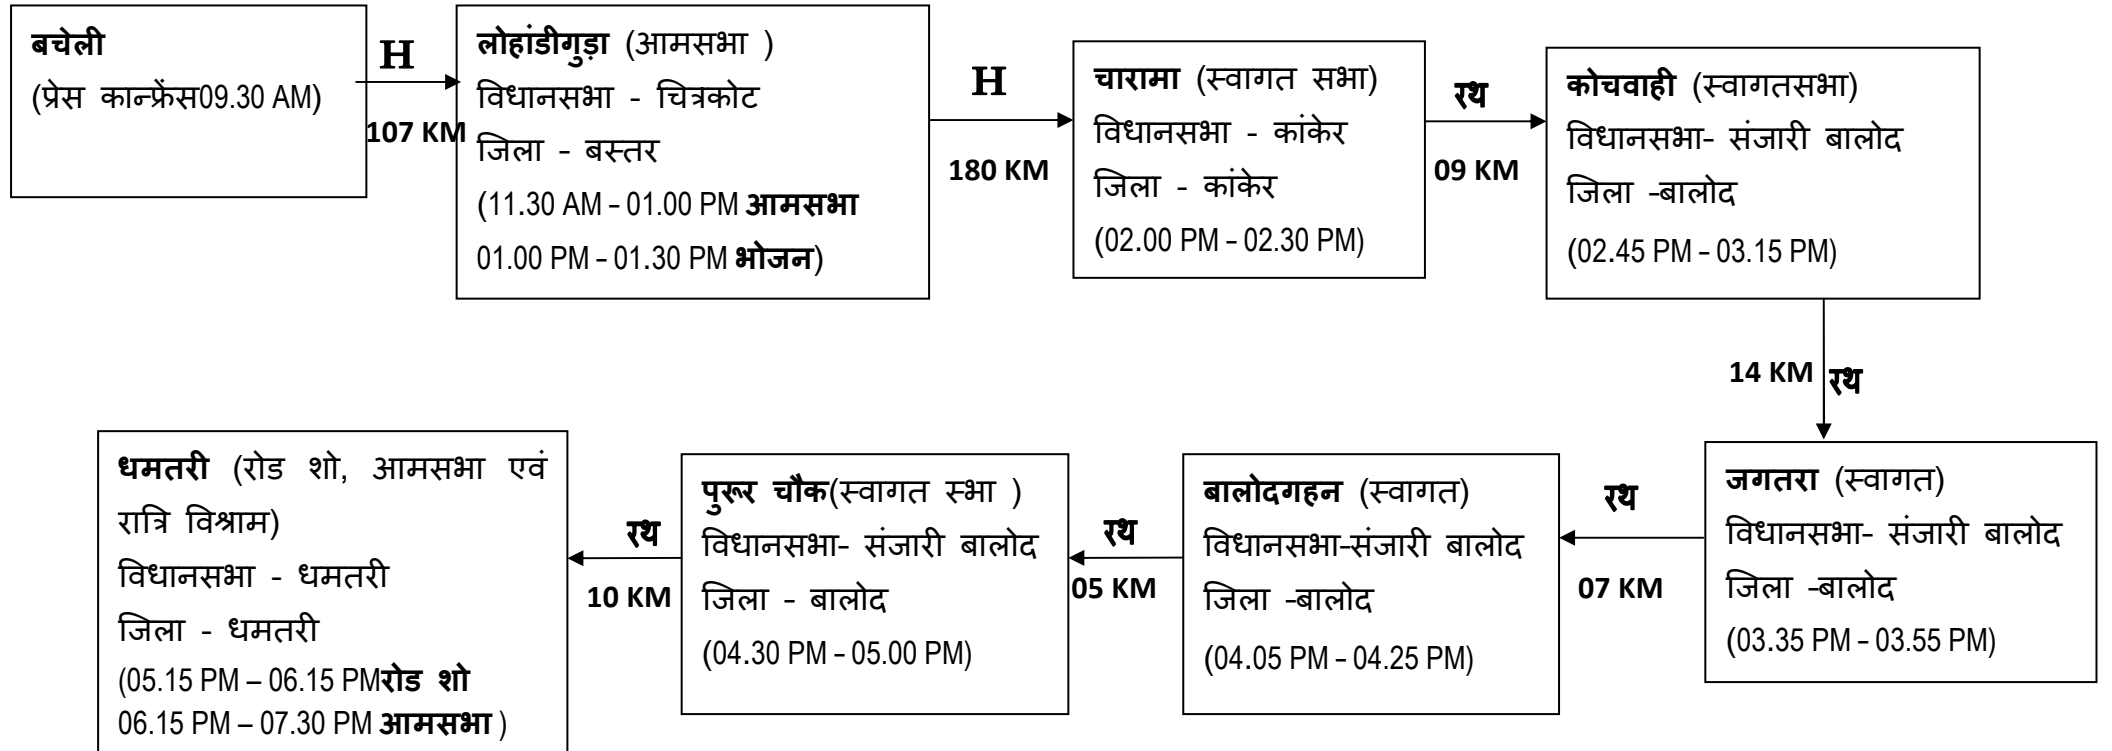 बचेली
(प्रेस कान्फ्रेंस09.30 AM)
H
107 KM
लोहांडीगुड़ा (आमसभा )
विधानसभा - चित्रकोट
जिला - बस्तर
(11.30 AM – 01.00 PM आमसभा
01.00 PM – 01.30 PM भोजन)
H
180 KM
चारामा (स्वागत सभा)
विधानसभा - कांकेर
जिला - कांकेर
(02.00 PM – 02.30 PM)
रथ
09 KM
कोचवाही (स्वागतसभा)
विधानसभा- संजारी बालोद
जिला -बालोद
(02.45 PM – 03.15 PM)
14 KM रथ
जगतरा (स्वागत)
विधानसभा- संजारी बालोद
जिला -बालोद
(03.35 PM – 03.55 PM)
रथ
07 KM
बालोदगहन (स्वागत)
विधानसभा-संजारी बालोद
जिला -बालोद
(04.05 PM – 04.25 PM)
रथ
05 KM
पुरूर चौक(स्वागत स्भा )
विधानसभा- संजारी बालोद
जिला - बालोद
(04.30 PM – 05.00 PM)
रथ
10 KM
धमतरी (रोड शो, आमसभा एवं
रात्रि विश्राम)
विधानसभा - धमतरी
जिला - धमतरी
(05.15 PM – 06.15 PMरोड शो
06.15 PM – 07.30 PM आमसभा )